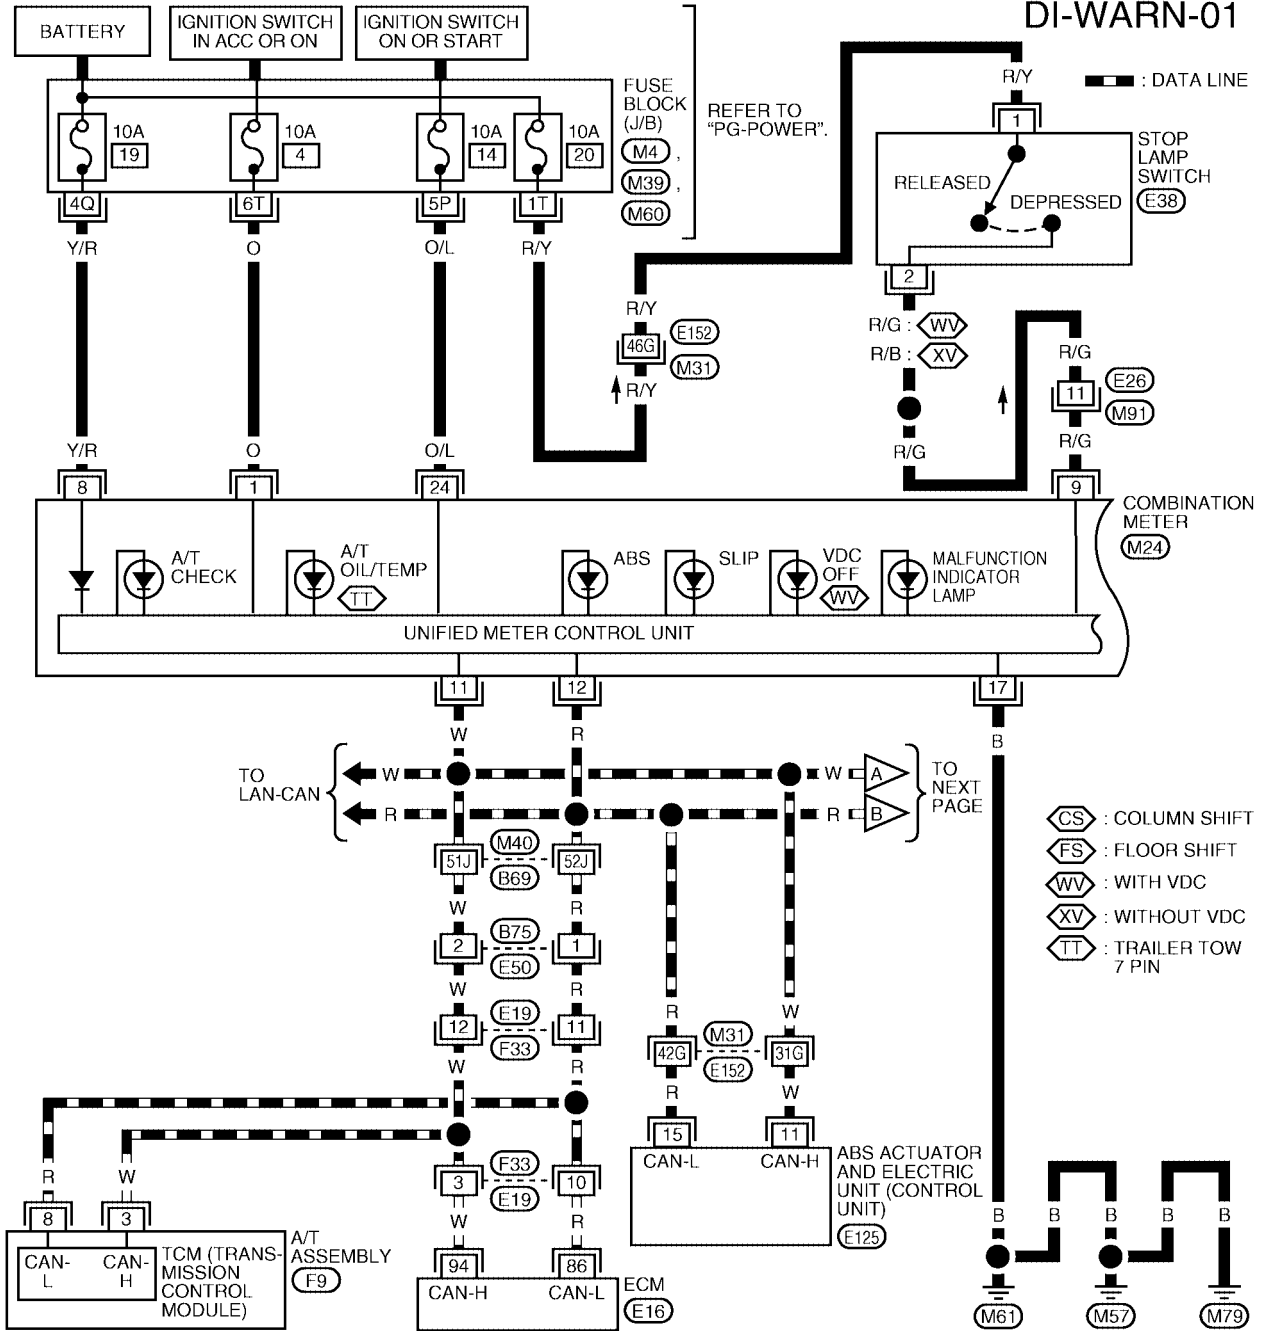 DI-WARN-01
BATTERY
IGNITION SWITCH
IN ACC OR ON
IGNITION SWITCH
ON OR START
: DATA LINE
10A
19
10A
4
10A
14
10A
20
FUSE
BLOCK
(J/B)
M4 ,
M39 ,
M60
REFER TO
"PG-POWER".
4Q
6T
5P
1T
Y/R
O
O/L
R/Y
R/Y
1
STOP
LAMP
SWITCH
E38
RELEASED
DEPRESSED
2
R/Y
46G
E152
M31
R/Y
R/G : WV
R/B : XV
R/G
R/G
11
E26
M91
R/G
Y/R
O
O/L
8
1
24
9
COMBINATION
METER
M24
A/T
CHECK
A/T
OIL/TEMP
TT
ABS
SLIP
VDC
OFF
WV
MALFUNCTION
INDICATOR
LAMP
UNIFIED METER CONTROL UNIT
11
12
17
W
R
B
TO
LAN-CAN
W
W
A
R
R
B
TO
NEXT
PAGE
CS : COLUMN SHIFT
FS : FLOOR SHIFT
WV : WITH VDC
XV : WITHOUT VDC
TT : TRAILER TOW
7 PIN
51J
M40
B69
52J
W
R
2
B75
E50
1
W
R
12
E19
F33
11
W
R
R
W
42G
M31
E152
31G
R
W
15
11
CAN-L
CAN-H
ABS ACTUATOR
AND ELECTRIC
UNIT (CONTROL
UNIT)
E125
R
W
8
3
CAN-
L
CAN-
H
TCM (TRANS-
MISSION
CONTROL
MODULE)
A/T
ASSEMBLY
F9
3
F33
E19
10
W
R
94
86
CAN-H
CAN-L
ECM
E16
B
B
B
B
B
M61
M57
M79